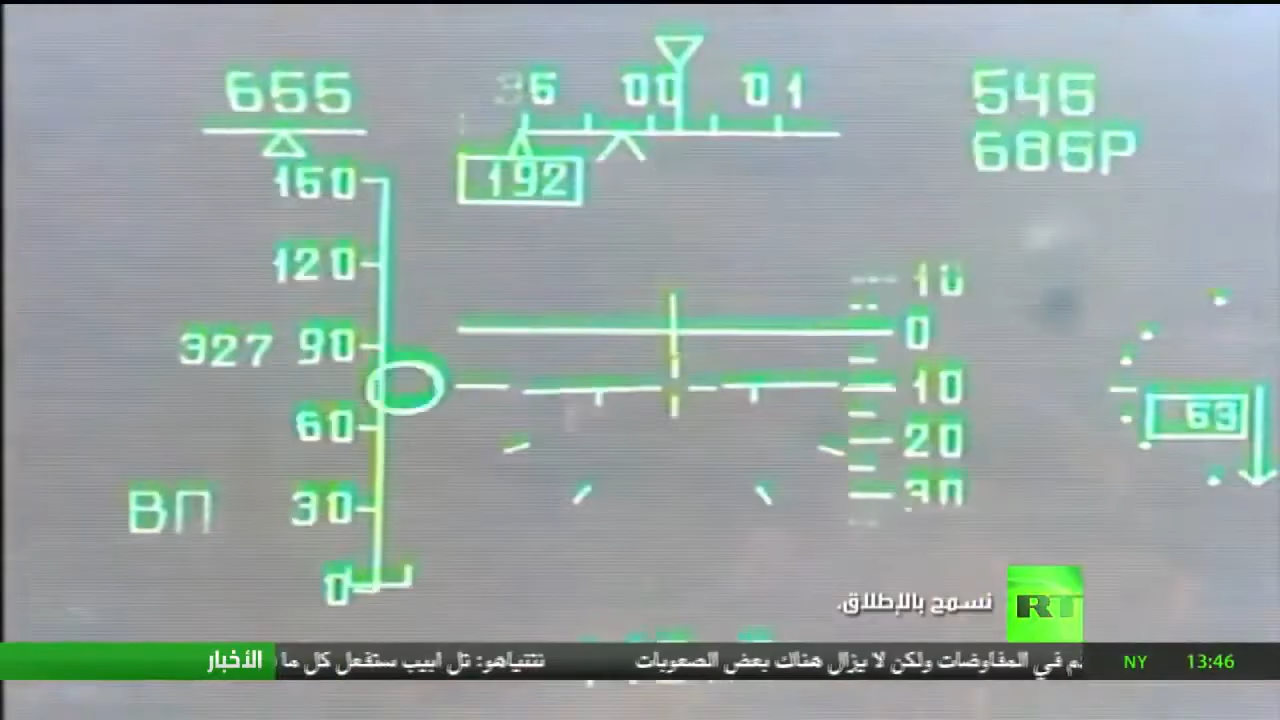 655
35 00 01
546
685P
192
150
120
327 90
60
30
0
ВП
10
0
10
20
30
63
نسمح بالإطلاق.
RT
الأخبار
نتنياهو: تل ابيب ستفعل كل ما
في المفاوضات ولكن لا يزال هناك بعض الصعوبات
NY 13:46